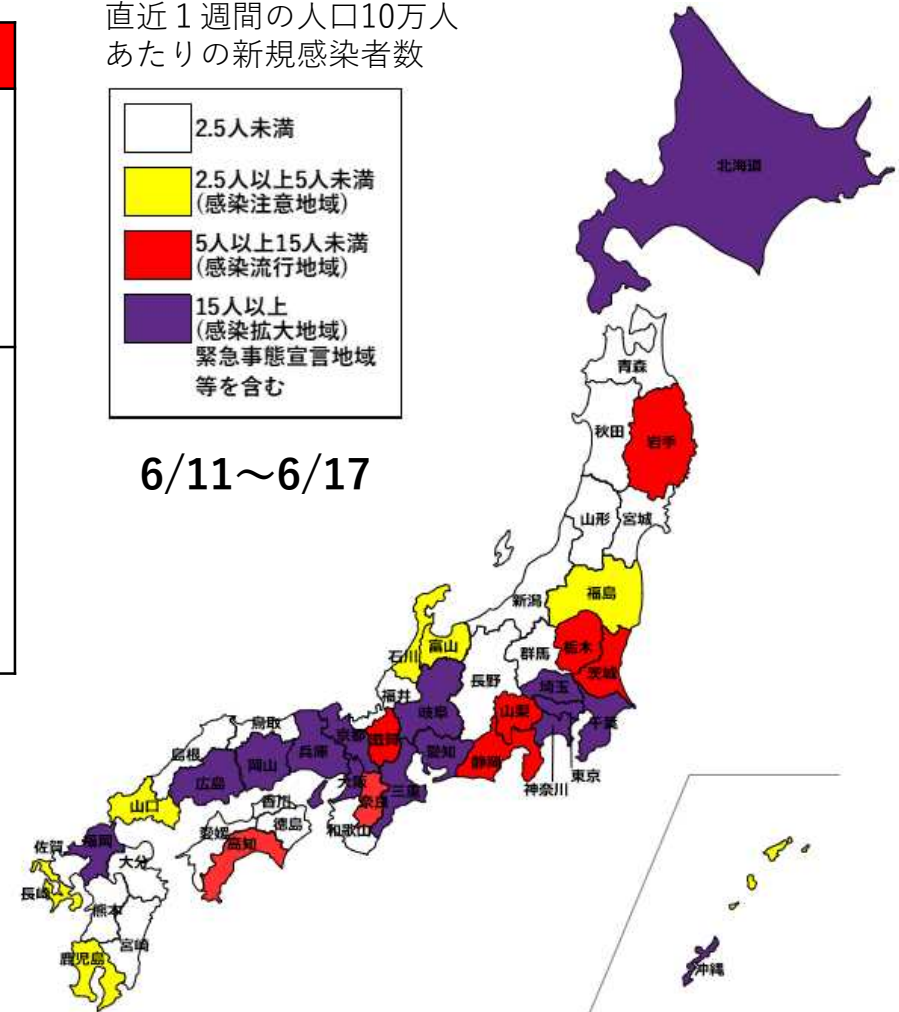 直近１週間の人口10万人
あたりの新規感染者数
2.5人未満
2.5人以上5人未満
(感染注意地域)
5人以上15人未満
(感染流行地域)
15人以上
(感染拡大地域)
緊急事態宣言地域
等を含む
6/11～6/17
北海道
青森
秋田
岩手
山形
宮城
新潟
福島
石川
富山
群馬
栃木
茨城
福井
長野
埼玉
岐阜
山梨
千葉
鳥取
京都
滋賀
愛知
静岡
東京
神奈川
島根
岡山
兵庫
広島
大阪
三重
奈良
山口
香川
徳島
和歌山
愛媛
高知
佐賀
福岡
大分
長崎
熊本
宮崎
鹿児島
沖縄